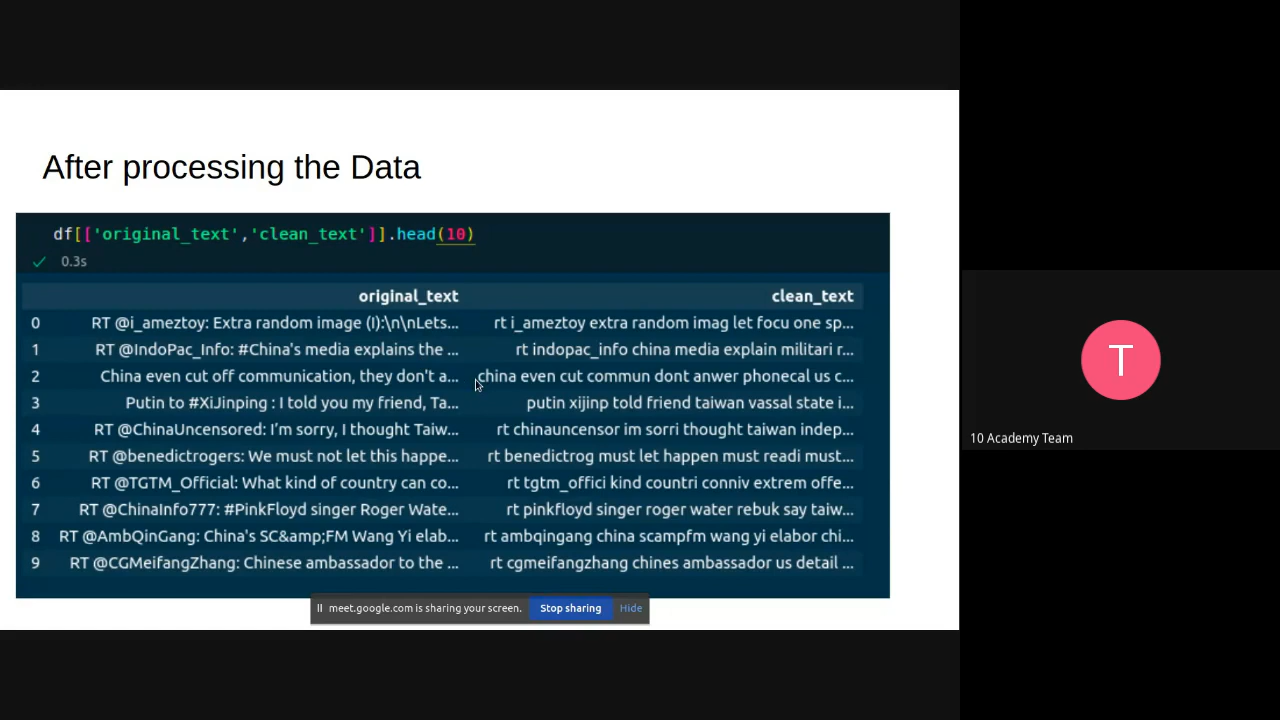 After processing the Data
df[['original_text','clean_text']].head(10)
0.3s
original_text clean_text
0 RT @i_ameztoy: Extra random image (I):\n\nLets... rt i_ameztoy extra random imag let focu one sp...
1 RT @IndoPac_Info: #China's media explains the ... rt indopac_info china media explain militari r...
2 China even cut off communication, they don't a... china even cut commun dont anwer phonecal us c...
3 Putin to #XiJinping : I told you my friend, Ta... putin xijinp told friend taiwan vassal state i...
4 RT @ChinaUncensored: I'm sorry, I thought Taiw... rt chinauncensor im sorri thought taiwan indep...
5 RT @benedictrogers: We must not let this happe... rt benedictrog must let happen must readi must...
6 RT @TGTM_Official: What kind of country can co... rt tgtm_offici kind countri conniv extrem offe...
7 RT @ChinaInfo777: #PinkFloyd singer Roger Wate... rt pinkfloyd singer roger water rebuk say taiw...
8 RT @AmbQinGang: China's SC&amp;FM Wang Yi elab... rt ambqingang china scampfm wang yi elabor chi...
9 RT @CGMeifangZhang: Chinese ambassador to the ... rt cgmeifangzhang chines ambassador us detail ...
meet.google.com is sharing your screen. Stop sharing Hide
T
10 Academy Team